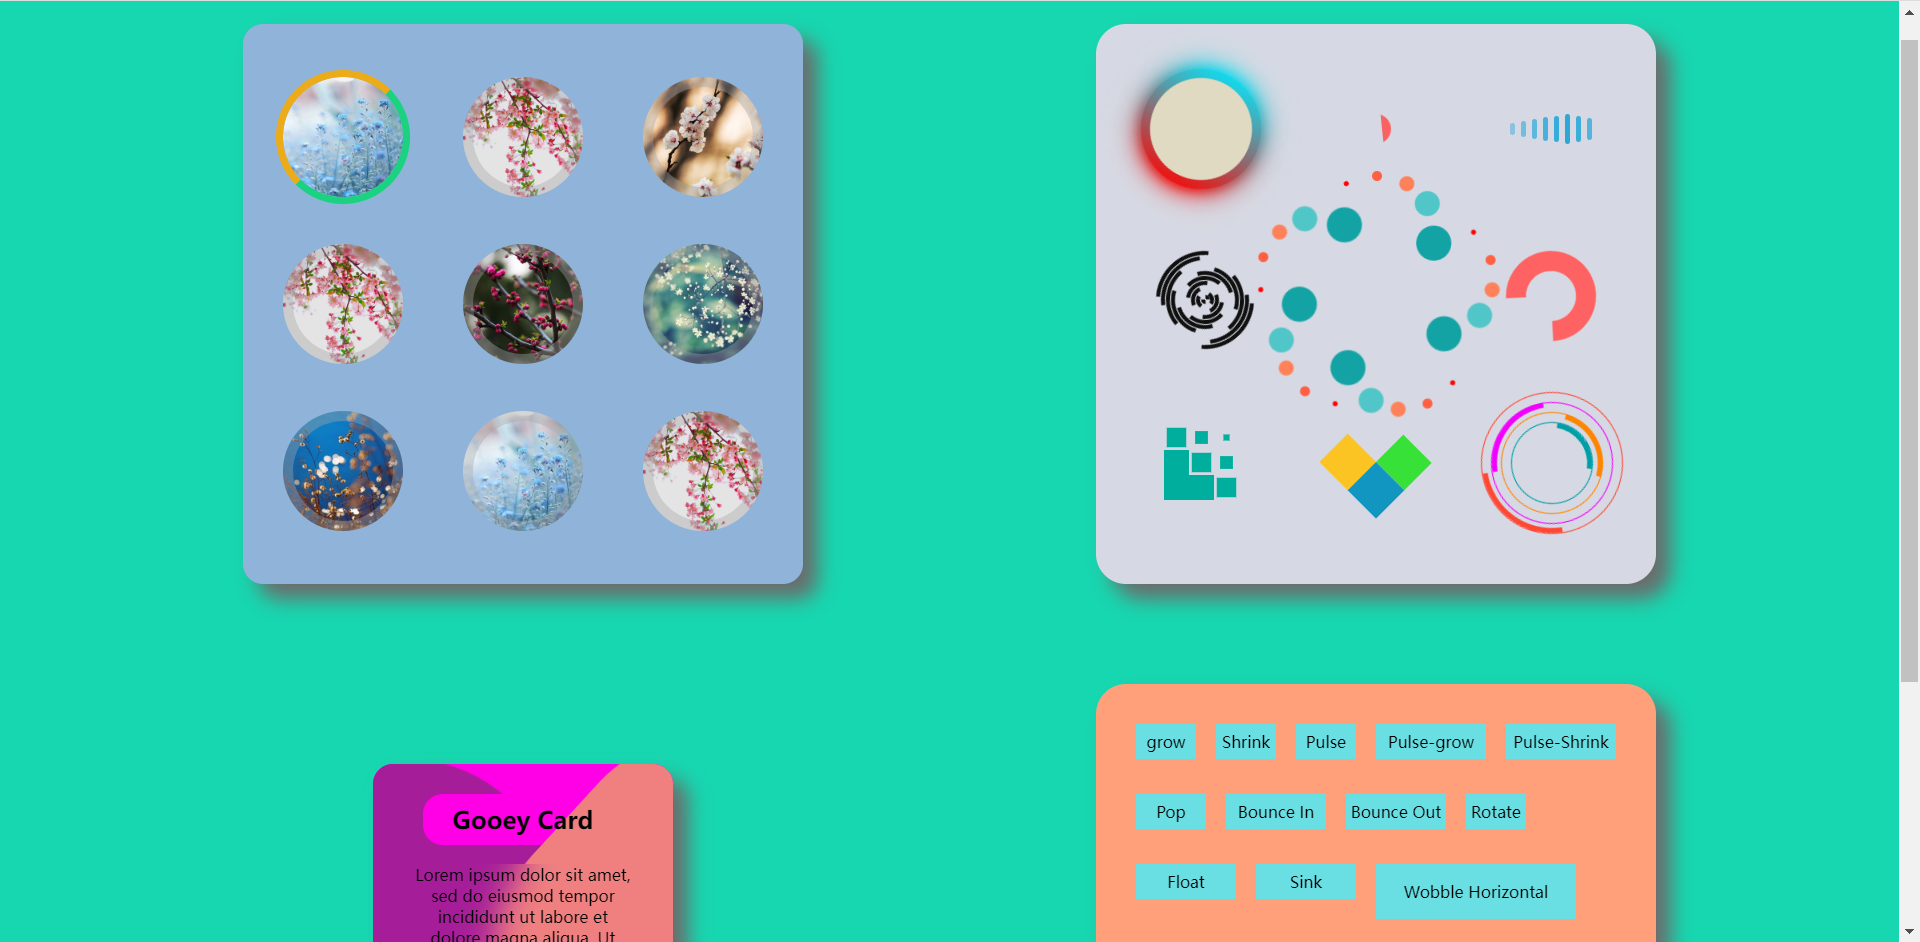 Gooey Card
Lorem ipsum dolor sit amet,
sed do eiusmod tempor
incididunt ut labore et
dolore magna aliqua. Ut
grow
Shrink
Pulse
Pulse-grow
Pulse-Shrink
Pop
Bounce In
Bounce Out
Rotate
Float
Sink
Wobble Horizontal